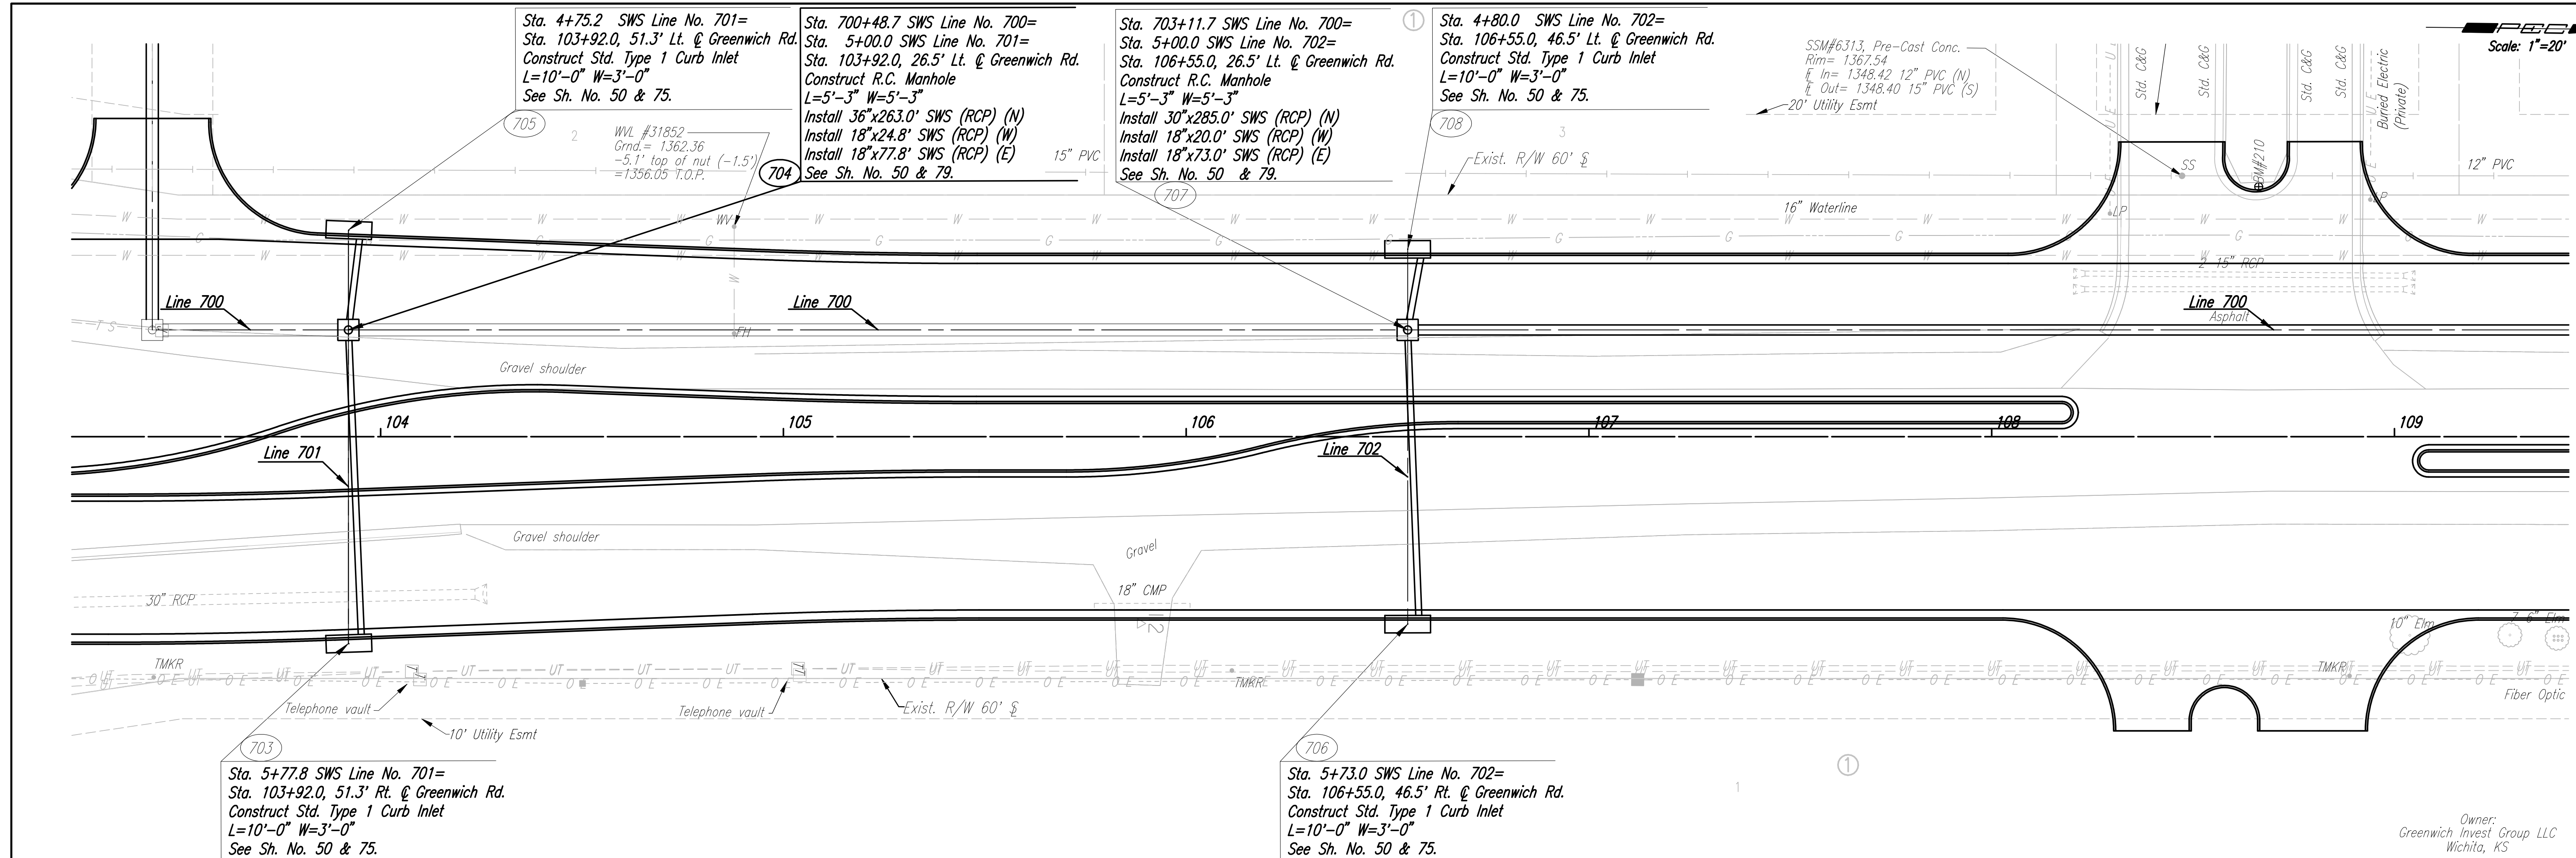 Sta. 4+75.2 SWS Line No. 701=
Sta. 103+92.0, 51.3' Lt. ℄ Greenwich Rd.
Construct Std. Type 1 Curb Inlet
L=10'-0" W=3'-0"
See Sh. No. 50 & 75.
705
Sta. 700+48.7 SWS Line No. 700=
Sta. 5+00.0 SWS Line No. 701=
Sta. 103+92.0, 26.5' Lt. ℄ Greenwich Rd.
Construct R.C. Manhole
L=5'-3" W=5'-3"
Install 36"x263.0' SWS (RCP) (N)
Install 18"x24.8' SWS (RCP) (W)
Install 18"x77.8' SWS (RCP) (E)
See Sh. No. 50 & 79.
704
Sta. 703+11.7 SWS Line No. 700=
Sta. 5+00.0 SWS Line No. 702=
Sta. 106+55.0, 26.5' Lt. ℄ Greenwich Rd.
Construct R.C. Manhole
L=5'-3" W=5'-3"
Install 30"x285.0' SWS (RCP) (N)
Install 18"x20.0' SWS (RCP) (W)
Install 18"x73.0' SWS (RCP) (E)
See Sh. No. 50 & 79.
707
1
Sta. 4+80.0 SWS Line No. 702=
Sta. 106+55.0, 46.5' Lt. ℄ Greenwich Rd.
Construct Std. Type 1 Curb Inlet
L=10'-0" W=3'-0"
See Sh. No. 50 & 75.
708
SSM#6313, Pre-Cast Conc.
Rim= 1367.54
In= 1348.42 12" PVC (N)
Out= 1348.40 15" PVC (S)
20' Utility Esmt
Scale: 1"=20'
Std. C&G
Std. C&G
Std. C&G
Std. C&G
Buried Electric
(Private)
BM#210
SS
12" PVC
LP
LP
2
WVL #31852
Grnd.= 1362.36
-5.1' top of nut (-1.5')
=1356.05 T.O.P.
15" PVC
3
Exist. R/W 60'
16" Waterline
WV
FH
2 15" RCP
Line 700
Line 700
Line 700
Asphalt
T S
Gravel shoulder
104
105
106
107
108
109
Line 701
Line 702
Gravel shoulder
Gravel
30" RCP
18" CMP
10" Elm
7-6" Elm
TMKR
TMKR
TMKR
Fiber Optic
Telephone vault
Telephone vault
Exist. R/W 60'
10' Utility Esmt
703
Sta. 5+77.8 SWS Line No. 701=
Sta. 103+92.0, 51.3' Rt. ℄ Greenwich Rd.
Construct Std. Type 1 Curb Inlet
L=10'-0" W=3'-0"
See Sh. No. 50 & 75.
706
Sta. 5+73.0 SWS Line No. 702=
Sta. 106+55.0, 46.5' Rt. ℄ Greenwich Rd.
Construct Std. Type 1 Curb Inlet
L=10'-0" W=3'-0"
See Sh. No. 50 & 75.
1
1
Owner:
Greenwich Invest Group LLC
Wichita, KS